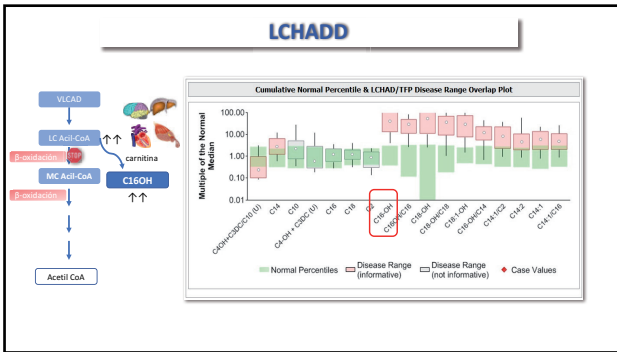 LCHADD
VLCAD
LC Acil-CoA
↑↑
β-oxidación
STOP
carnitina
MC Acil-CoA
C16OH
β-oxidación
↑↑
Acetil CoA
Cumulative Normal Percentile & LCHAD/TFP Disease Range Overlap Plot
Multiple of the Normal
Median
100.00
10.00
1.00
0.10
0.01
C4OH+C3DC/C10 (U)
C14
C10
C4-OH + C3DC (U)
C16
C18
C2
C16-OH
C16OH/C16
C18-OH
C18-OH/C18
C18:1-OH
C16-OH/C14
C14:1/C2
C14:2
C14:1
C14:1/C16
Normal Percentiles
Disease Range
(informative)
Disease Range
(not informative)
Case Values